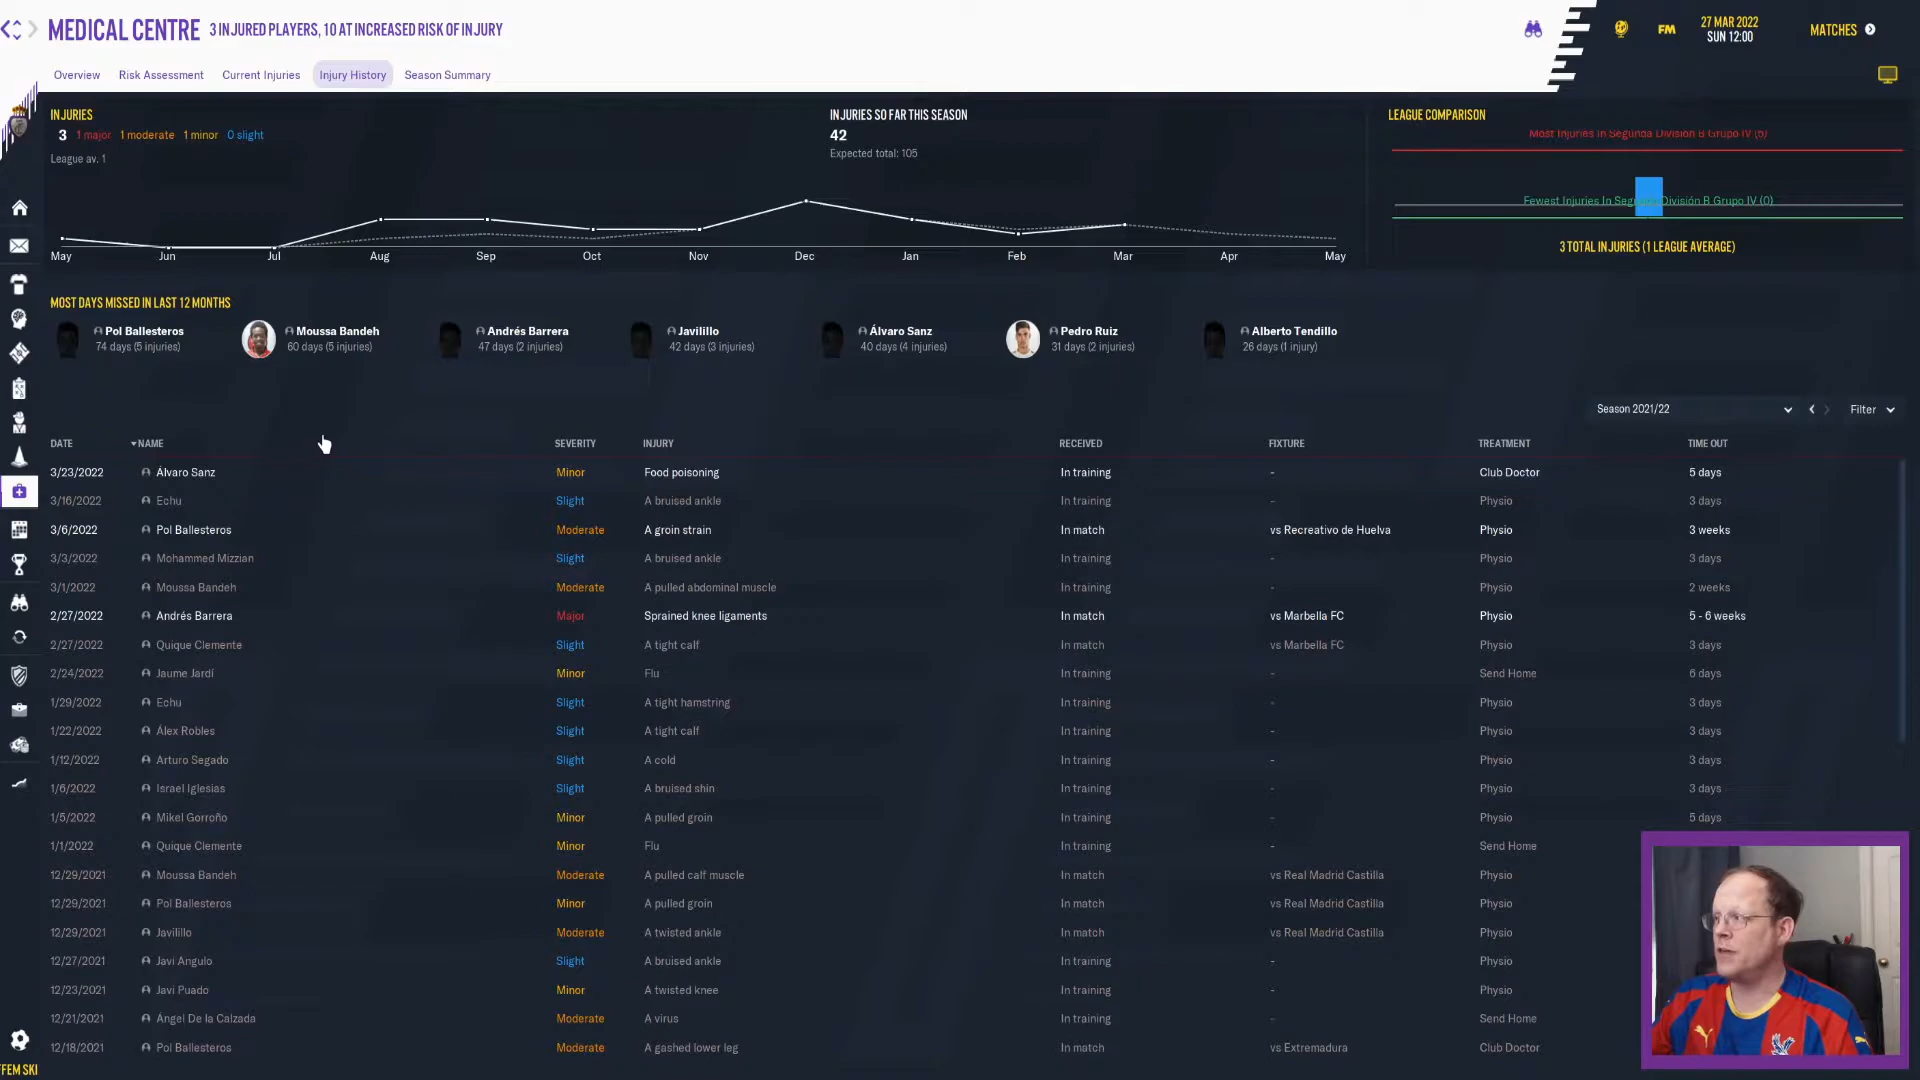 MEDICAL CENTRE 3 INJURED PLAYERS, 10 AT INCREASED RISK OF INJURY
FM 27 MAR 2022 SUN 12:00 MATCHES
Overview Risk Assessment Current Injuries Injury History Season Summary
INJURIES
3 1 major 1 moderate 1 minor 0 slight
League av. 1
INJURIES SO FAR THIS SEASON
42
Expected total: 105
May Jun Jul Aug Sep Oct Nov Dec Jan Feb Mar Apr May
LEAGUE COMPARISON
Most Injuries In Segunda División B Grupo IV (6)
Fewest Injuries In Segunda División B Grupo IV (0)
3 TOTAL INJURIES (1 LEAGUE AVERAGE)
MOST DAYS MISSED IN LAST 12 MONTHS
Pol Ballesteros Moussa Bandeh Andrés Barrera Javilillo Álvaro Sanz Pedro Ruiz Alberto Tendillo
74 days (5 injuries) 60 days (5 injuries) 47 days (2 injuries) 42 days (3 injuries) 40 days (4 injuries) 31 days (2 injuries) 26 days (1 injury)
Season 2021/22 Filter
DATE NAME SEVERITY INJURY RECEIVED FIXTURE TREATMENT TIME OUT
3/23/2022 Álvaro Sanz Minor Food poisoning In training - Club Doctor 5 days
3/16/2022 Echu Slight A bruised ankle In training - Physio 3 days
3/6/2022 Pol Ballesteros Moderate A groin strain In match vs Recreativo de Huelva Physio 3 weeks
3/3/2022 Mohammed Mizzian Slight A bruised ankle In training - Physio 3 days
3/1/2022 Moussa Bandeh Moderate A pulled abdominal muscle In training - Physio 2 weeks
2/27/2022 Andrés Barrera Major Sprained knee ligaments In match vs Marbella FC Physio 5 - 6 weeks
2/27/2022 Quique Clemente Slight A tight calf In match vs Marbella FC Physio 3 days
2/24/2022 Jaume Jardí Minor Flu In training - Send Home 6 days
1/29/2022 Echu Slight A tight hamstring In training - Physio 3 days
1/22/2022 Álex Robles Slight A tight calf In training - Physio 3 days
1/12/2022 Arturo Segado Slight A cold In training - Physio 3 days
1/6/2022 Israel Iglesias Slight A bruised shin In training - Physio 3 days
1/5/2022 Mikel Gorroño Minor A pulled groin In training - Physio 5 days
1/1/2022 Quique Clemente Minor Flu In training - Send Home
12/29/2021 Moussa Bandeh Moderate A pulled calf muscle In match vs Real Madrid Castilla Physio
12/29/2021 Pol Ballesteros Minor A pulled groin In match vs Real Madrid Castilla Physio
12/29/2021 Javilillo Moderate A twisted ankle In match vs Real Madrid Castilla Physio
12/27/2021 Javi Angulo Slight A bruised ankle In training - Physio
12/23/2021 Javi Puado Minor A twisted knee In training - Physio
12/21/2021 Ángel De la Calzada Moderate A virus In training - Send Home
12/18/2021 Pol Ballesteros Moderate A gashed lower leg In match vs Extremadura Club Doctor
FEM SKI